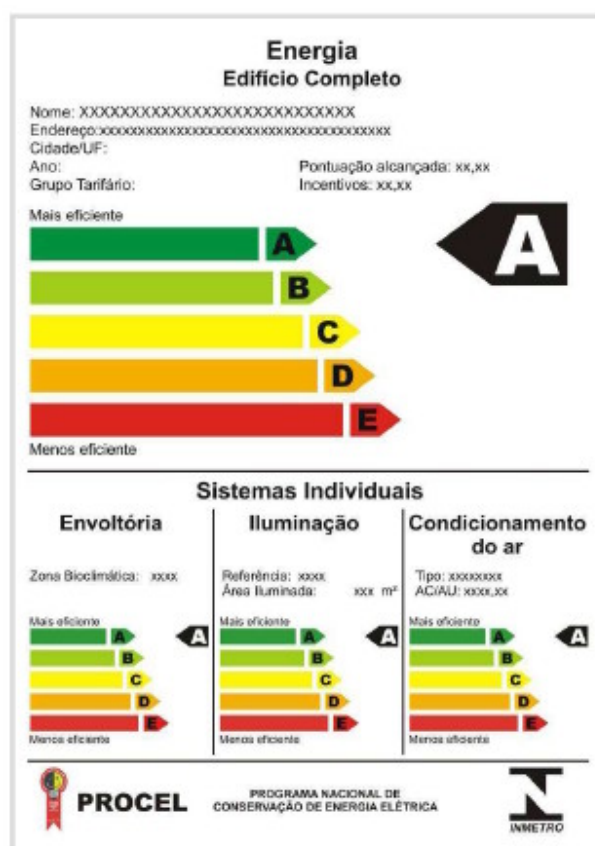 Energia
Edifício Completo
Nome: XXXXXXXXXXXXXXXXXXXXXXXXXXX
Endereço:xxxxxxxxxxxxxxxxxxxxxxxxxxxxxxxxxxxxxx
Cidade/UF:
Ano: Pontuação alcançada: xx,xx
Grupo Tarifário: Incentivos: xx,xx
Mais eficiente
A A
B
C
D
E
Menos eficiente
Sistemas Individuais
Envoltória
Zona Bioclimática: xxxx
Mais eficiente
A A
B
C
D
E
Menos eficiente
Iluminação
Referência: xxxx
Área Iluminada: xxx m²
Mais eficiente
A A
B
C
D
E
Menos eficiente
Condicionamento
do ar
Tipo: xxxxxxxx
AC/AU: xxxx,xx
Mais eficiente
A A
B
C
D
E
Menos eficiente
PROCEL
PROGRAMA NACIONAL DE
CONSERVAÇÃO DE ENERGIA ELÉTRICA
INMETRO